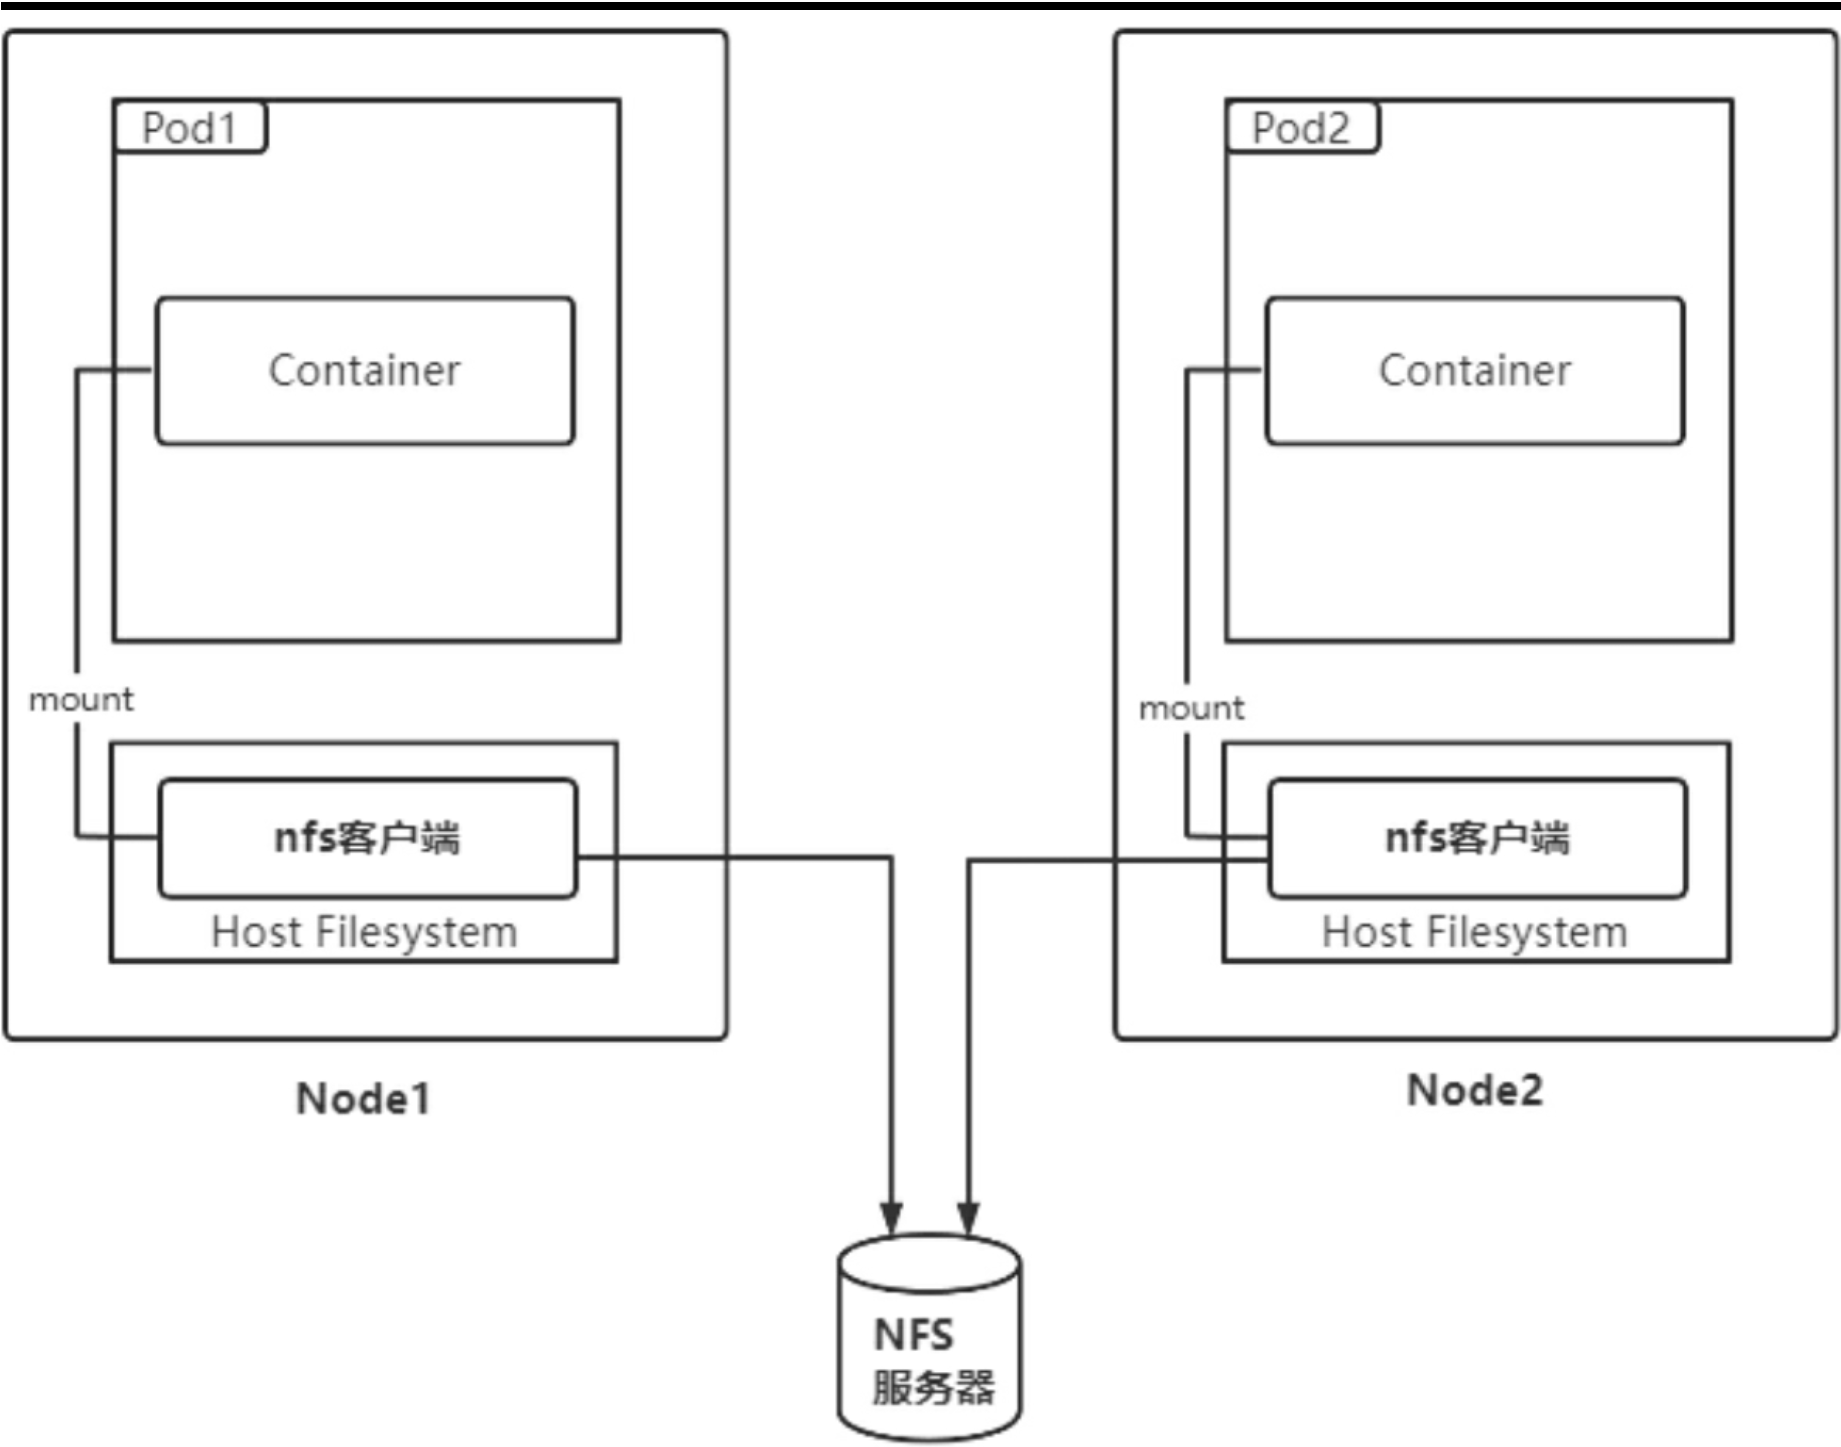 Pod1
Container
mount
nfs客户端
Host Filesystem
Node1
Pod2
Container
mount
nfs客户端
Host Filesystem
Node2
NFS
服务器